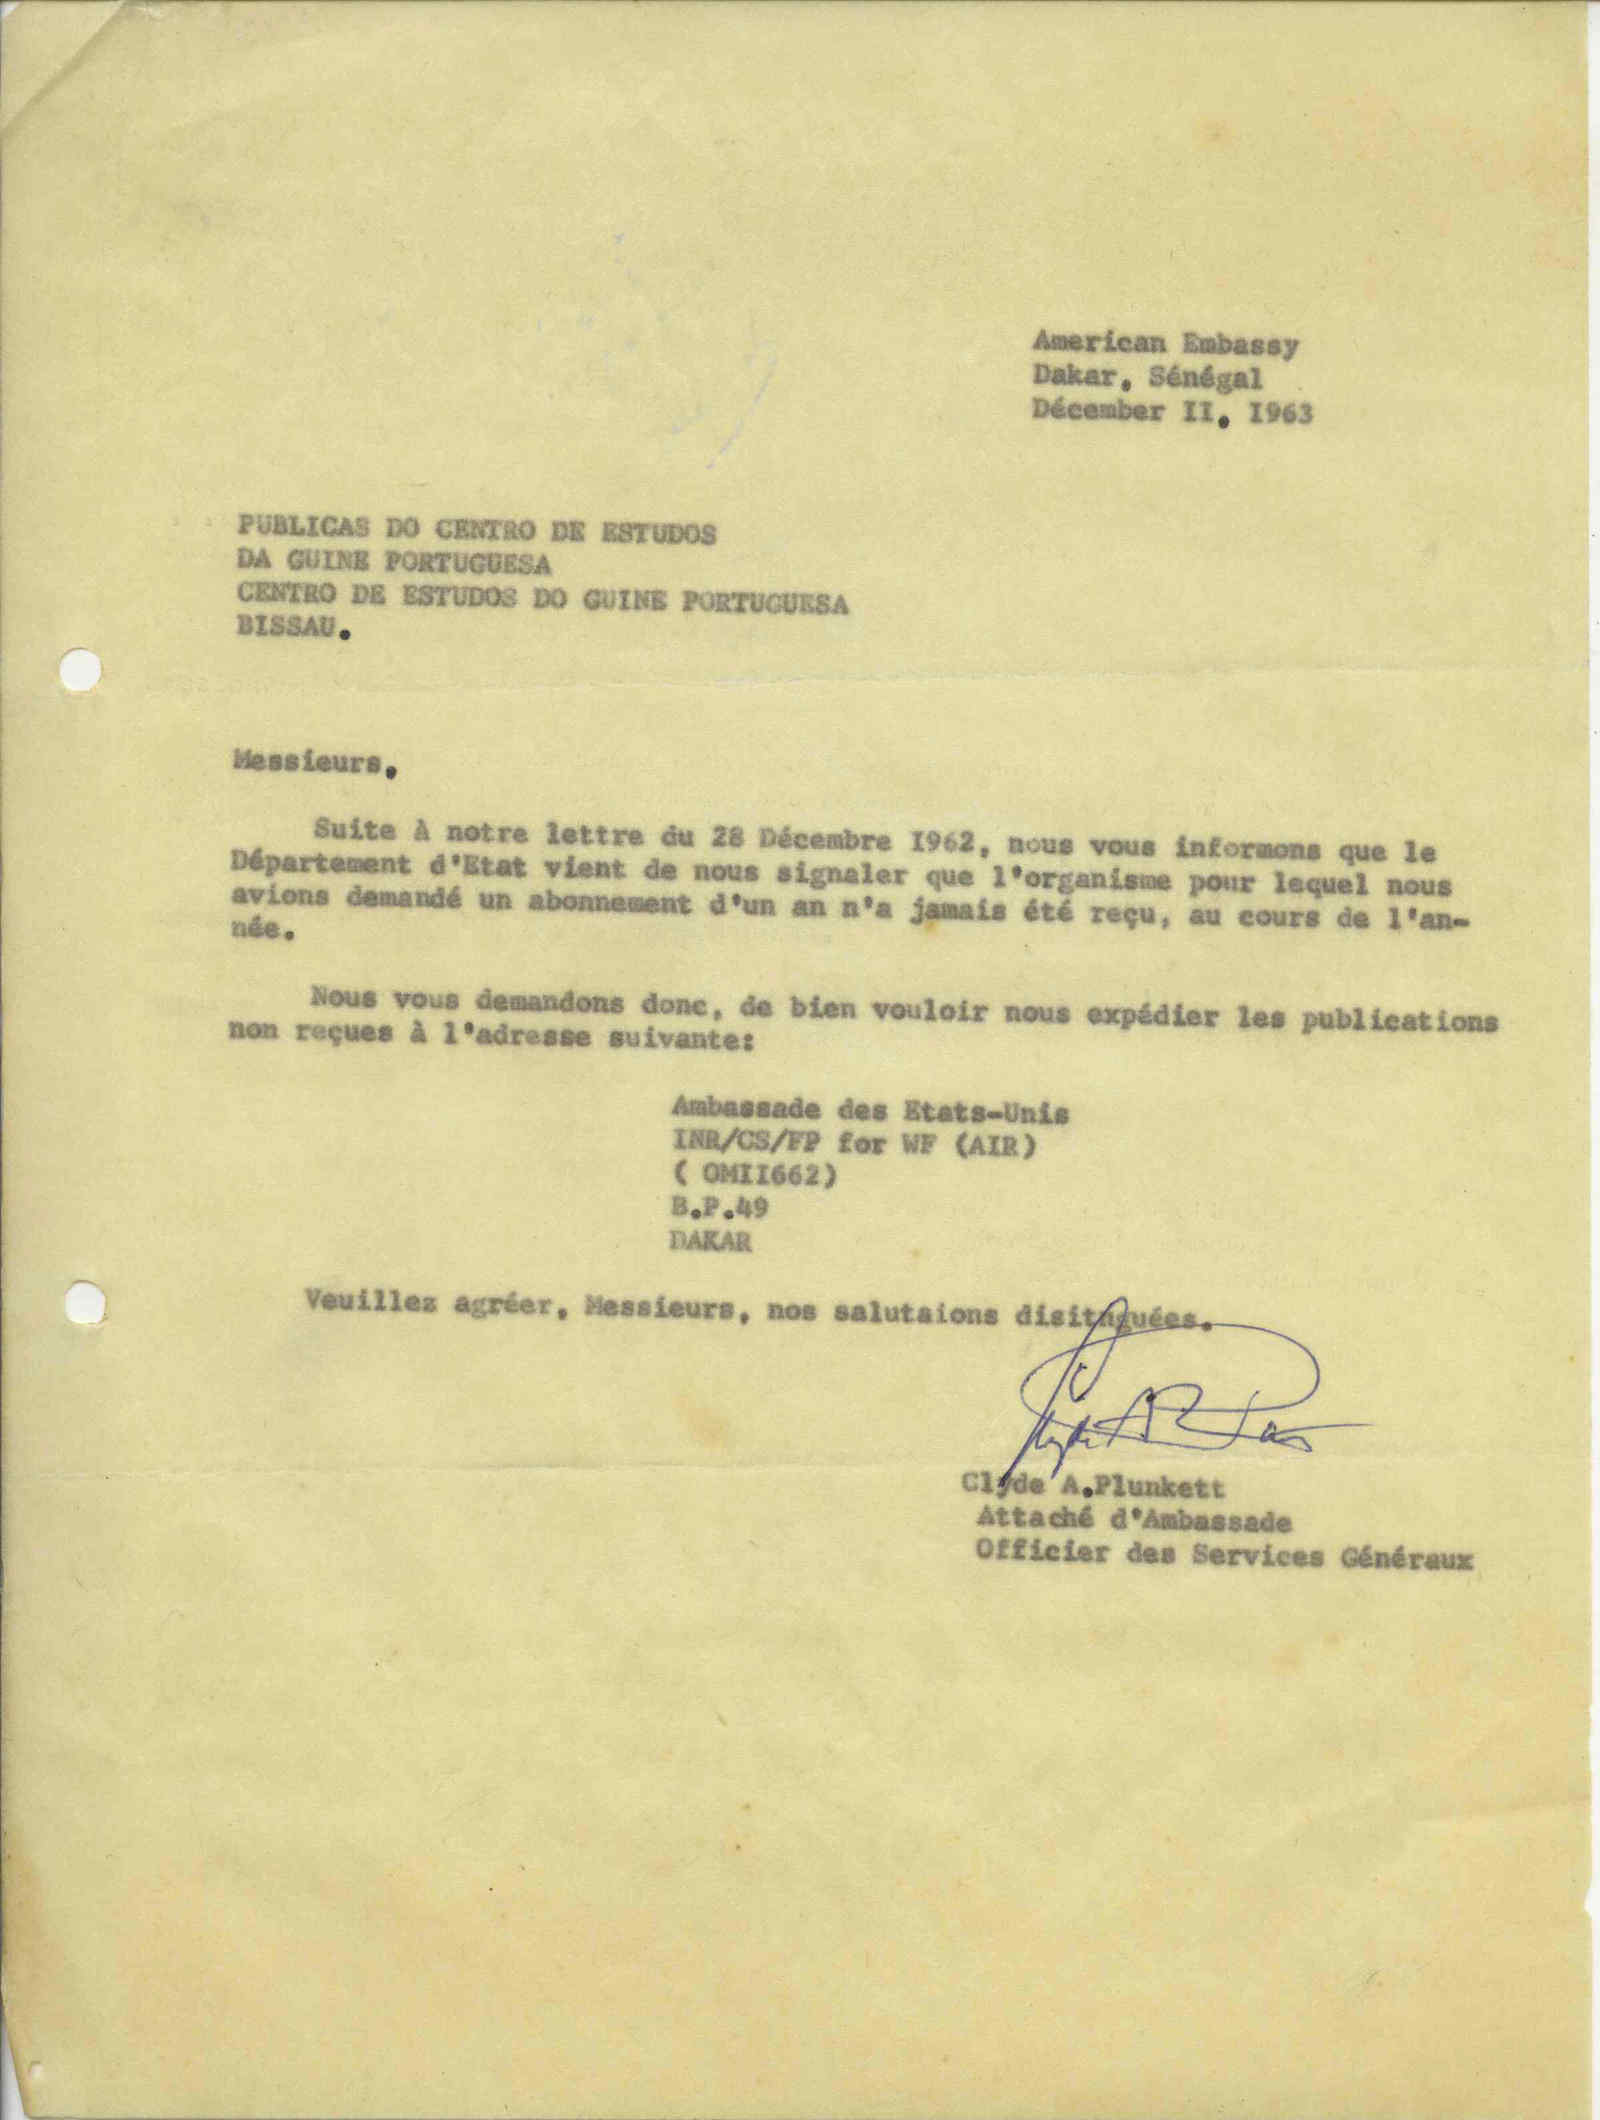 American Embassy
Dakar, Sénégal
Décember II, I963
PUBLICAS DO CENTRO DE ESTUDOS
DA GUINE PORTUGUESA
CENTRO DE ESTUDOS DO GUINE PORTUGUESA
BISSAU.
Messieurs,
Suite à notre lettre du 28 Décembre I962, nous vous informons que le
Département d'Etat vient de nous signaler que l'organisme pour lequel nous
avions demandé un abonnement d'un an n'a jamais été reçu, au cours de l'an-
née.
Nous vous demandons donc, de bien vouloir nous expédier les publications
non reçues à l'adresse suivante:
Ambassade des Etats-Unis
INR/CS/FP for WF (AIR)
( OMII662)
B.P.49
DAKAR
Veuillez agréer, Messieurs, nos salutaions disitnguées.
Clyde A.Plunkett
Attaché d'Ambassade
Officier des Services Généraux